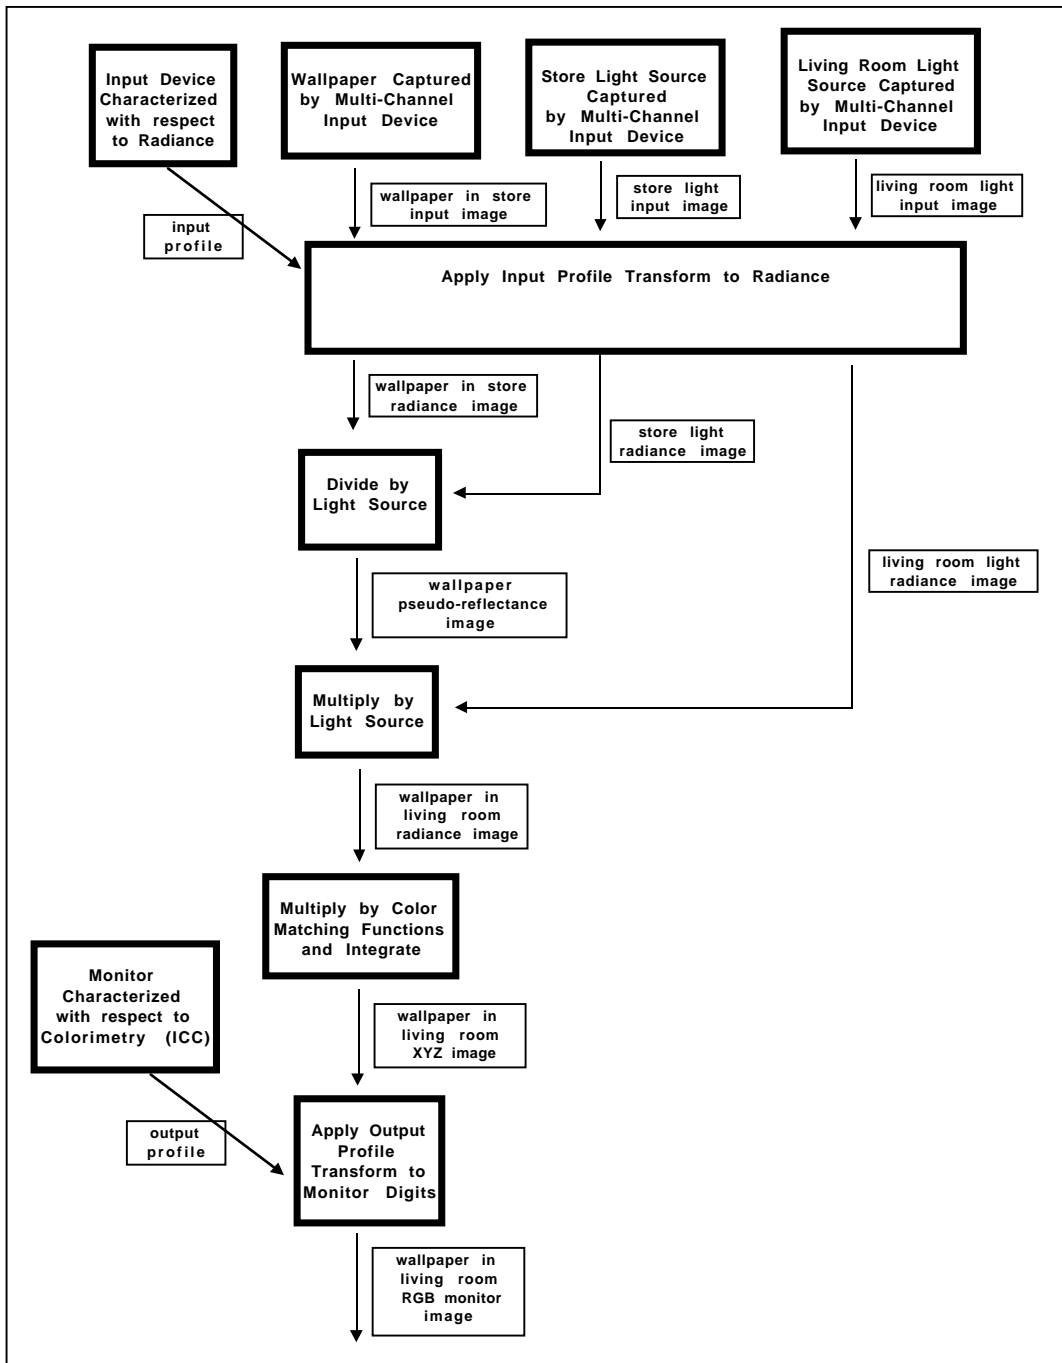 Input Device
Characterized
with respect
to Radiance
Wallpaper Captured
by Multi-Channel
Input Device
Store Light Source
Captured
by Multi-Channel
Input Device
Living Room Light
Source Captured
by Multi-Channel
Input Device
input
profile
wallpaper in store
input image
store light
input image
living room light
input image
Apply Input Profile Transform to Radiance
wallpaper in store
radiance image
store light
radiance image
Divide by
Light Source
living room light
radiance image
wallpaper
pseudo-reflectance
image
Multiply by
Light Source
wallpaper in
living room
radiance image
Multiply by Color
Matching Functions
and Integrate
Monitor
Characterized
with respect to
Colorimetry (ICC)
wallpaper in
living room
XYZ image
output
profile
Apply Output
Profile
Transform to
Monitor Digits
wallpaper in
living room
RGB monitor
image